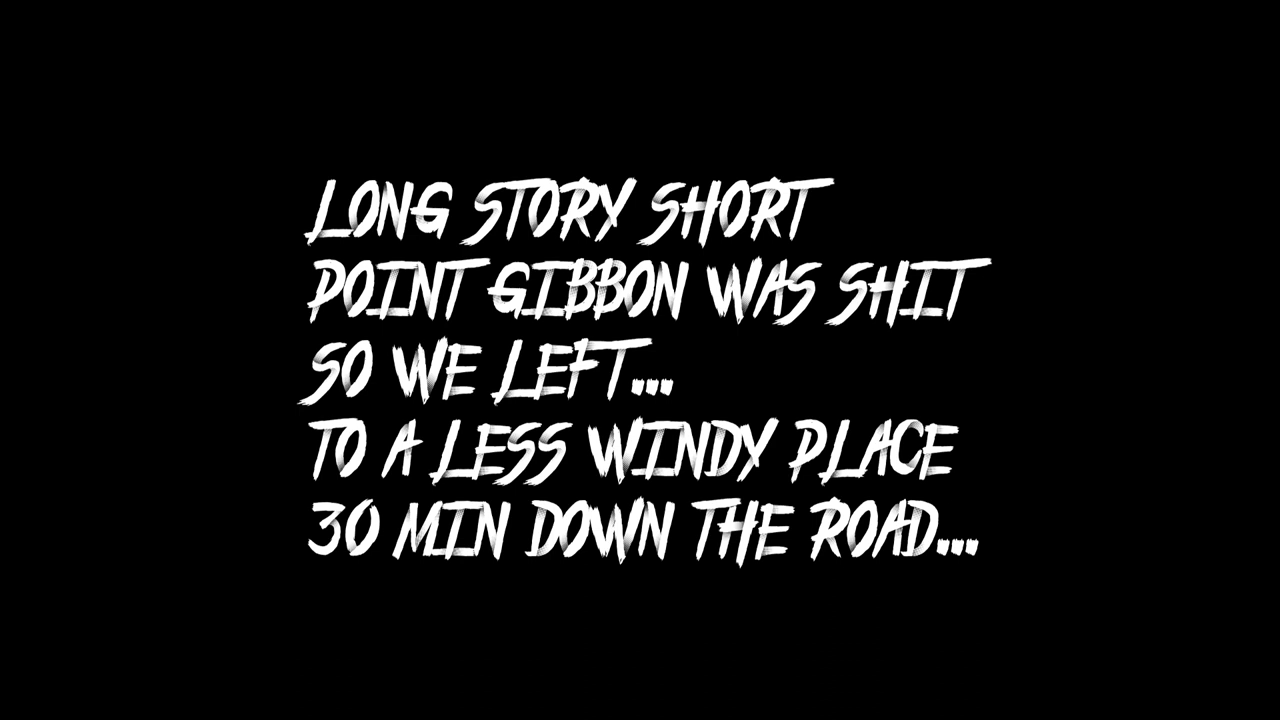 LONG STORY SHORT
POINT GIBBON WAS SHIT
SO WE LEFT...
TO A LESS WINDY PLACE
30 MIN DOWN THE ROAD...